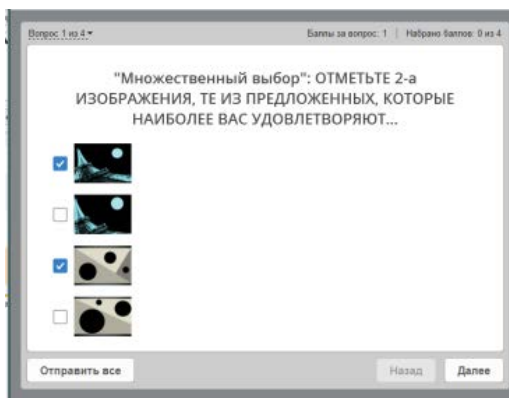 Вопрос 1 из 4 Баллы за вопрос: 1 | Набрано баллов: 0 из 4
"Множественный выбор": ОТМЕТЬТЕ 2-а
ИЗОБРАЖЕНИЯ, ТЕ ИЗ ПРЕДЛОЖЕННЫХ, КОТОРЫЕ
НАИБОЛЕЕ ВАС УДОВЛЕТВОРЯЮТ...
Отправить все Назад Далее